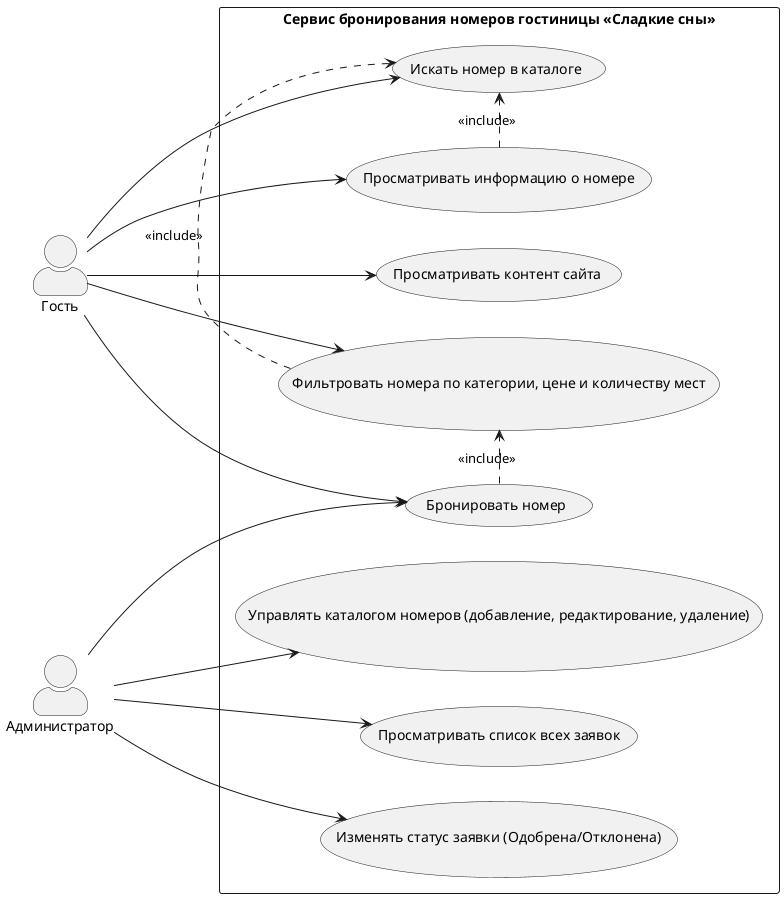 Сервис бронирования номеров гостиницы «Сладкие сны»
Искать номер в каталоге
«include»
Просматривать информацию о номере
«include»
Просматривать контент сайта
Гость
Фильтровать номера по категории, цене и количеству мест
«include»
Бронировать номер
Управлять каталогом номеров (добавление, редактирование, удаление)
Администратор
Просматривать список всех заявок
Изменять статус заявки (Одобрена/Отклонена)